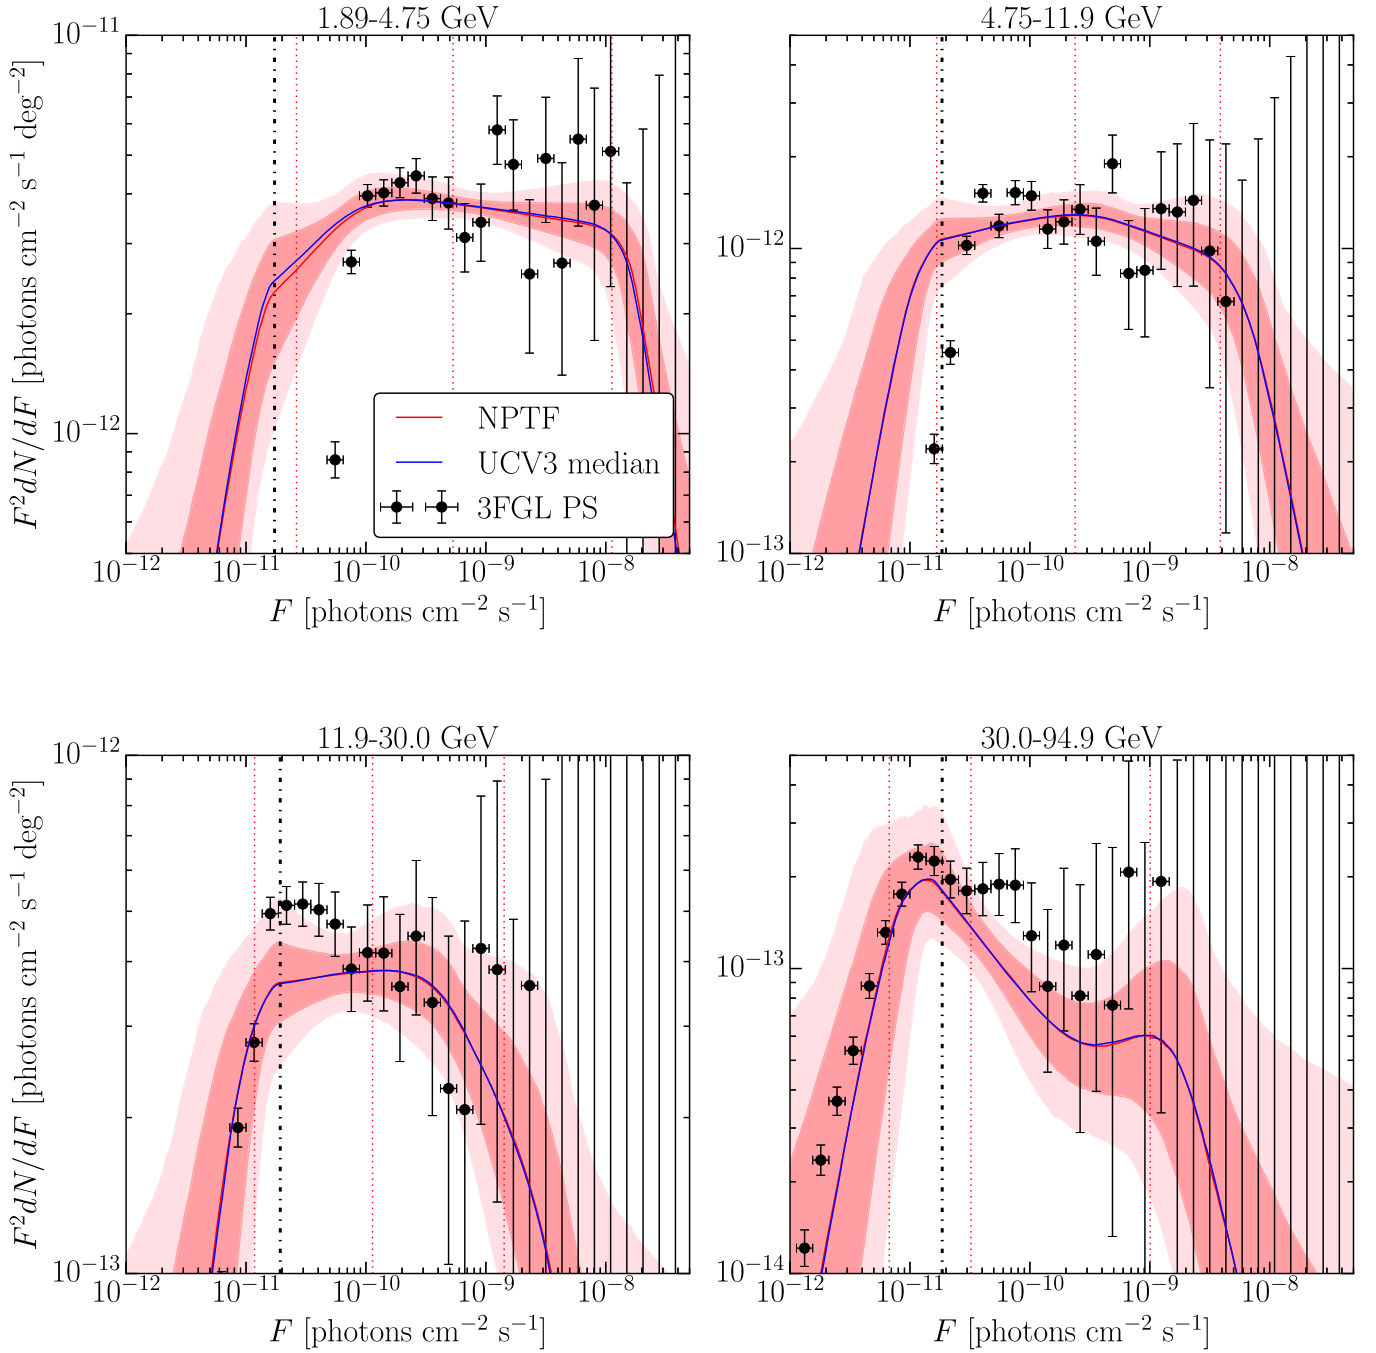 1.89-4.75 GeV
4.75-11.9 GeV
10⁻¹¹
10⁻¹²
F²dN/dF [photons cm⁻² s⁻¹ deg⁻²]
NPTF
UCV3 median
3FGL PS
10⁻¹²
10⁻¹³
10⁻¹² 10⁻¹¹ 10⁻¹⁰ 10⁻⁹ 10⁻⁸
10⁻¹² 10⁻¹¹ 10⁻¹⁰ 10⁻⁹ 10⁻⁸
F [photons cm⁻² s⁻¹]
F [photons cm⁻² s⁻¹]
11.9-30.0 GeV
30.0-94.9 GeV
10⁻¹²
10⁻¹³
F²dN/dF [photons cm⁻² s⁻¹ deg⁻²]
10⁻¹³
10⁻¹⁴
10⁻¹² 10⁻¹¹ 10⁻¹⁰ 10⁻⁹ 10⁻⁸
10⁻¹² 10⁻¹¹ 10⁻¹⁰ 10⁻⁹ 10⁻⁸
F [photons cm⁻² s⁻¹]
F [photons cm⁻² s⁻¹]